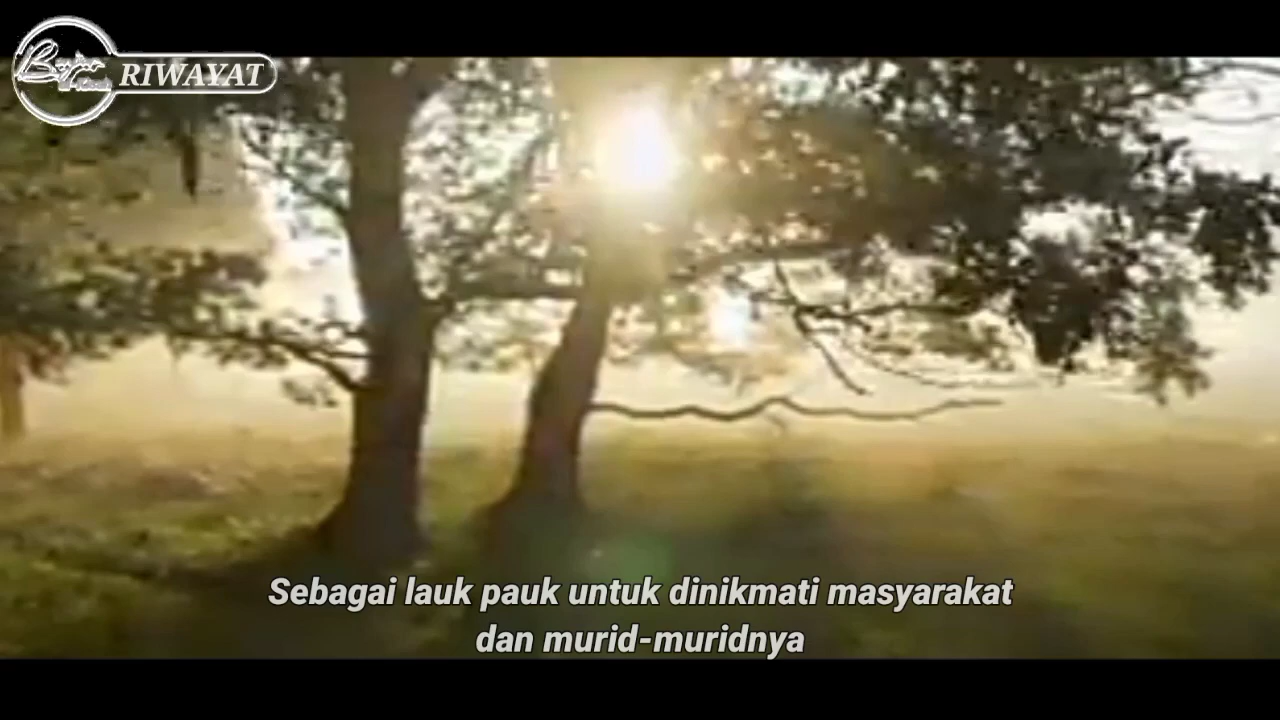 RIWAYAT
Sebagai lauk pauk untuk dinikmati masyarakat
dan murid-muridnya